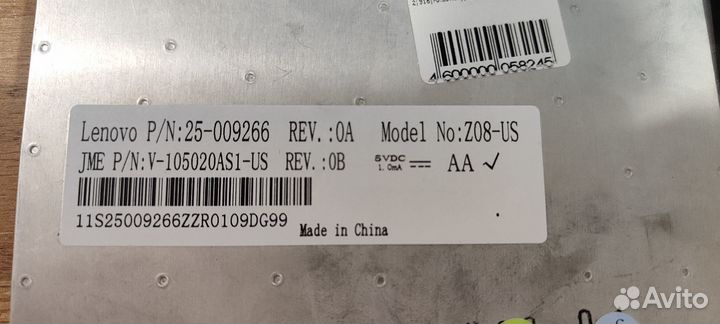 4600000058245
Lenovo P/N:25-009266 REV.:0A Model No:Z08-US
JME P/N:V-105020AS1-US REV.:0B 5VDC 1.0mA AA ✓
11S25009266ZZR0109DG99
Made in China
Avito